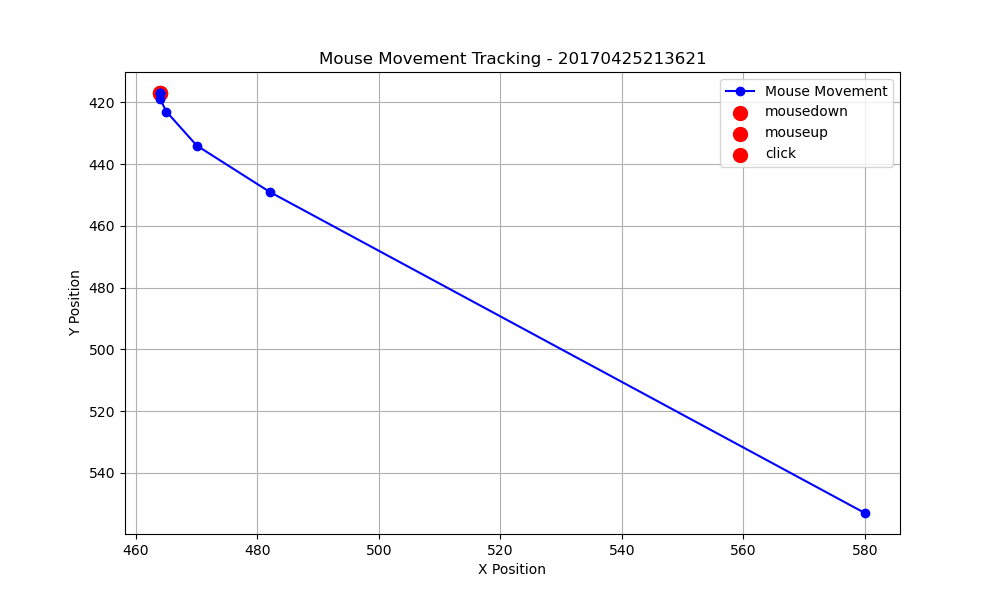 Mouse Movement Tracking - 20170425213621
Mouse Movement
mousedown
mouseup
click
Y Position
420
440
460
480
500
520
540
460
480
500
520
540
560
580
X Position